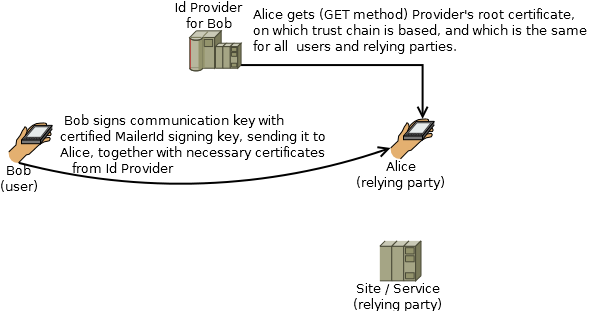 Id Provider
for Bob
Alice gets (GET method) Provider's root certificate,
on which trust chain is based, and which is the same
for all users and relying parties.
Bob signs communication key with
certified MailerId signing key, sending it to
Alice, together with necessary certificates
from Id Provider
Bob
(user)
Alice
(relying party)
Site / Service
(relying party)